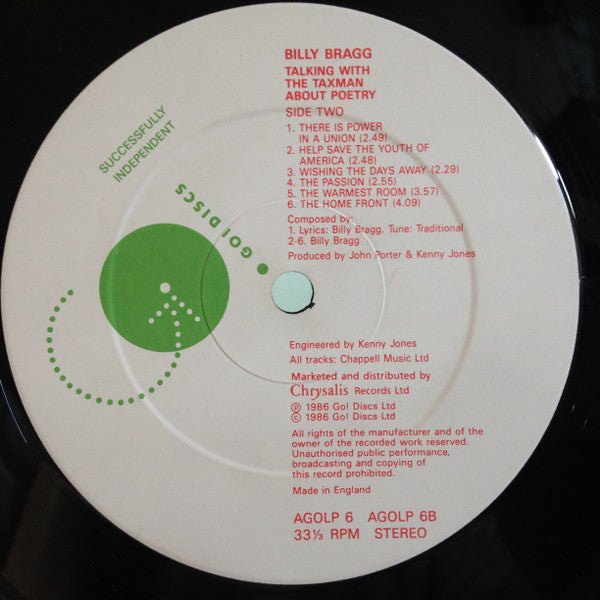 BILLY BRAGG
TALKING WITH
THE TAXMAN
ABOUT POETRY
SIDE TWO
1. THERE IS POWER
IN A UNION (2.49)
2. HELP SAVE THE YOUTH OF
AMERICA (2.48)
3. WISHING THE DAYS AWAY (2.29)
4. THE PASSION (2.55)
5. THE WARMEST ROOM (3.57)
6. THE HOME FRONT (4.09)
Composed by:
1. Lyrics: Billy Bragg. Tune: Traditional
2-6. Billy Bragg
Produced by John Porter & Kenny Jones
SUCCESSFULLY
INDEPENDENT
GO! DISCS
Engineered by Kenny Jones
All tracks: Chappell Music Ltd
Marketed and distributed by
Chrysalis Records Ltd
Ⓟ 1986 Go! Discs Ltd
© 1986 Go! Discs Ltd
All rights of the manufacturer and of the
owner of the recorded work reserved.
Unauthorised public performance,
broadcasting and copying of
this record prohibited.
Made in England
AGOLP 6 AGOLP 6B
33⅓ RPM STEREO